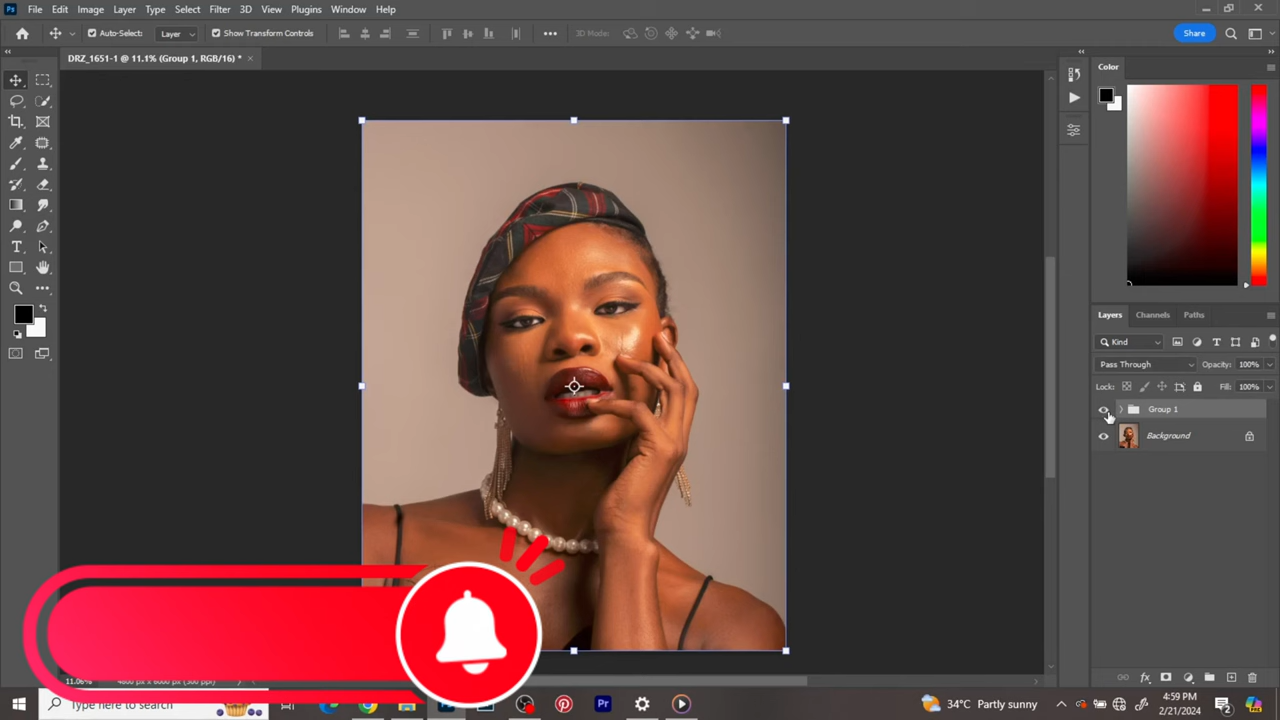 Ps File Edit Image Layer Type Select Filter 3D View Plugins Window Help
Auto-Select: Layer Show Transform Controls 3D Mode: Share
DRZ_1651-1 @ 11.1% (Group 1, RGB/16) *
Color
Layers Channels Paths
Kind
Pass Through Opacity: 100%
Lock: Fill: 100%
Group 1
Background
Type here to search
Pr
34°C Partly sunny
4:59 PM
2/21/2024
2